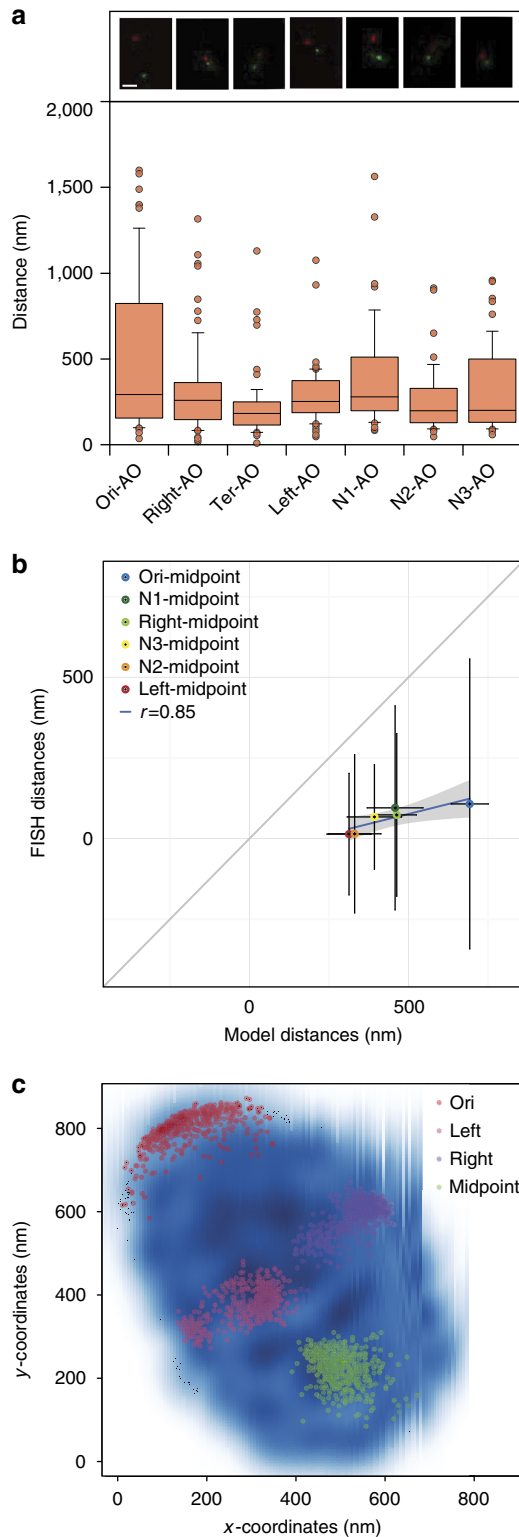 a
2,000
1,500
1,000
500
0
Distance (nm)
Ori-AO
Right-AO
Ter-AO
Left-AO
N1-AO
N2-AO
N3-AO
b
Ori-midpoint
N1-midpoint
Right-midpoint
N3-midpoint
N2-midpoint
Left-midpoint
r=0.85
500
0
FISH distances (nm)
0
500
Model distances (nm)
c
Ori
Left
Right
Midpoint
800
600
400
200
0
y-coordinates (nm)
0
200
400
600
800
x-coordinates (nm)